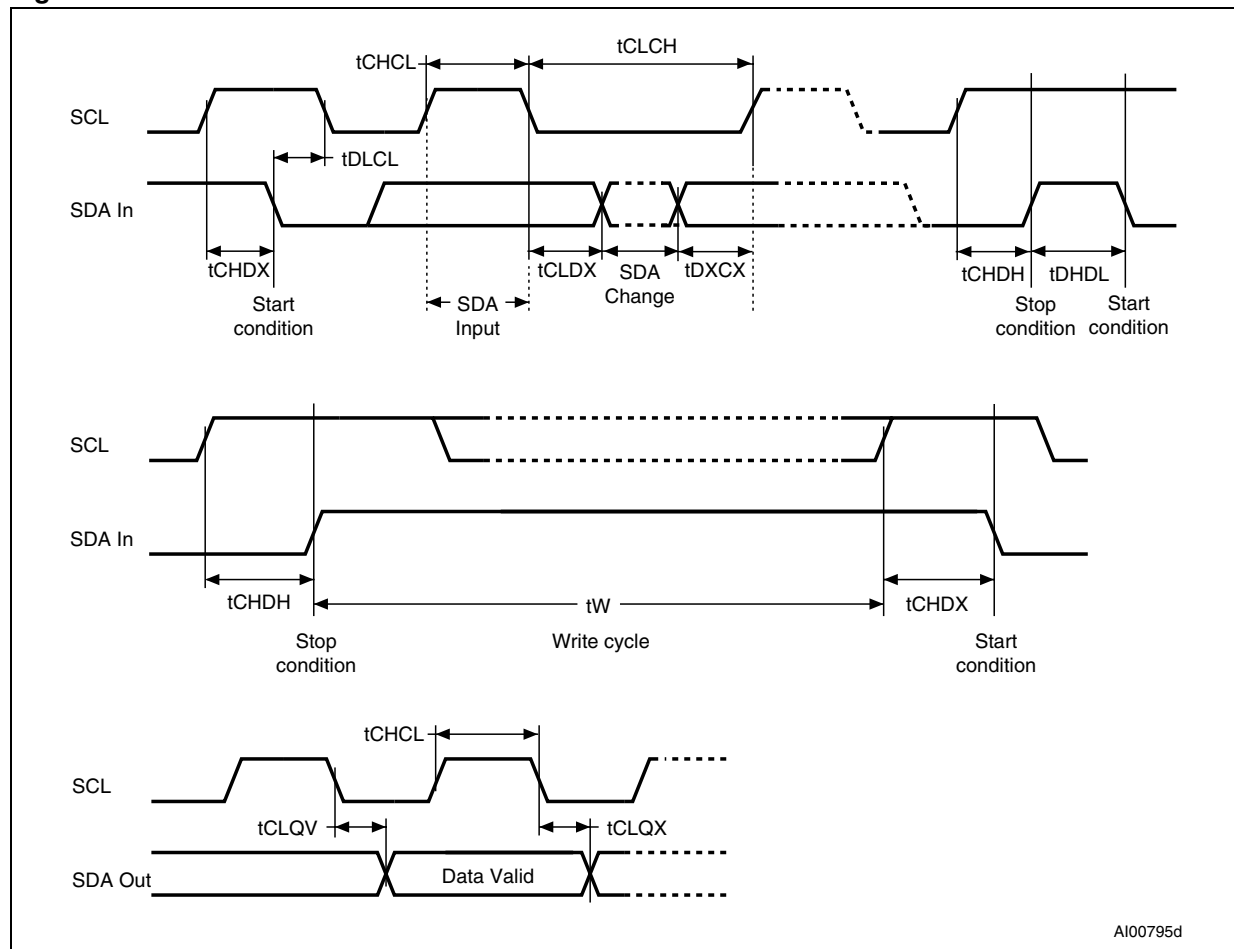 tCHCL
tCLCH
SCL
tDLCL
SDA In
tCHDX
tCLDX
SDA
Change
tDXCX
tCHDH
tDHDL
Start
condition
SDA
Input
Stop
condition
Start
condition
SCL
SDA In
tCHDH
tW
tCHDX
Stop
condition
Write cycle
Start
condition
tCHCL
SCL
tCLQV
tCLQX
SDA Out
Data Valid
AI00795d